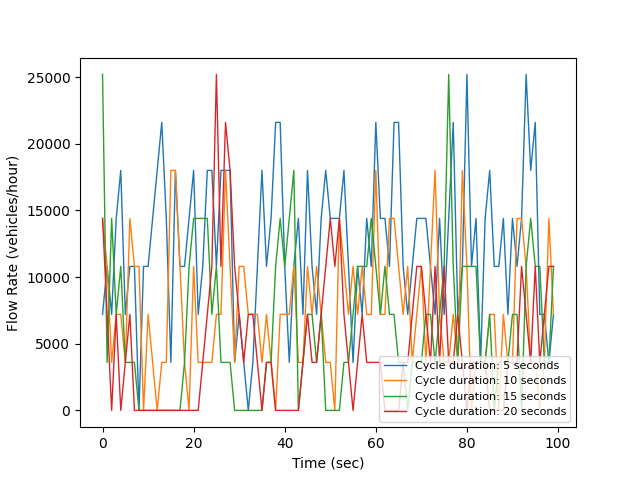 25000
20000
15000
10000
5000
0
Flow Rate (vehicles/hour)
0 20 40 60 80 100
Time (sec)
Cycle duration: 5 seconds
Cycle duration: 10 seconds
Cycle duration: 15 seconds
Cycle duration: 20 seconds